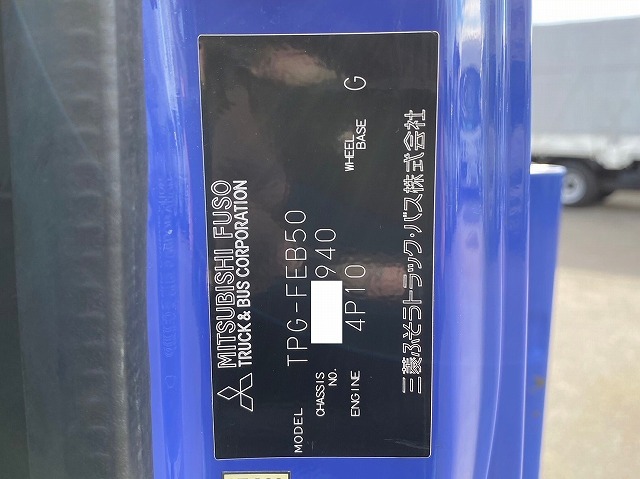 MITSUBISHI FUSO
TRUCK & BUS CORPORATION
MODEL TPG-FEB50
CHASSIS NO. 940
ENGINE 4P10 WHEEL BASE G
三菱ふそうトラック・バス株式会社